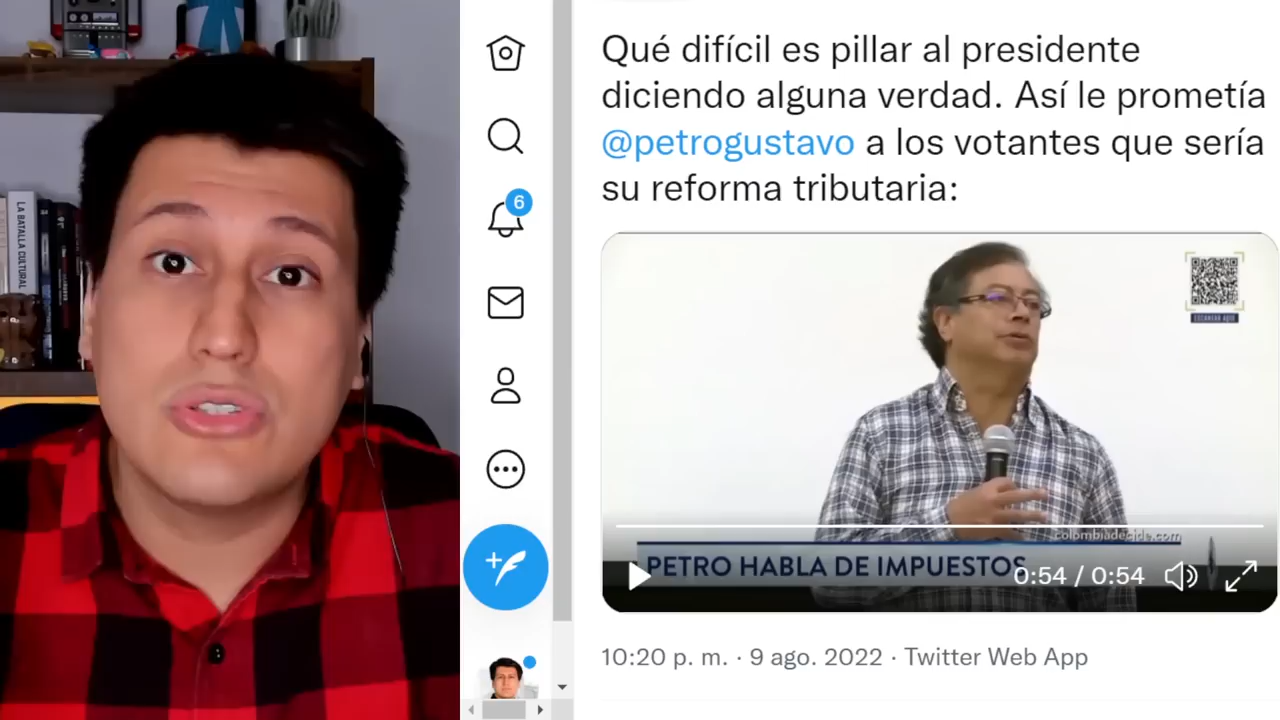 Qué difícil es pillar al presidente
diciendo alguna verdad. Así le prometía
@petrogustavo a los votantes que sería
su reforma tributaria:
6
LA BATALLA CULTURAL
ESCANEAR AQUÍ
colombiadecide.com
PETRO HABLA DE IMPUESTOS
0:54 / 0:54
10:20 p. m. · 9 ago. 2022 · Twitter Web App